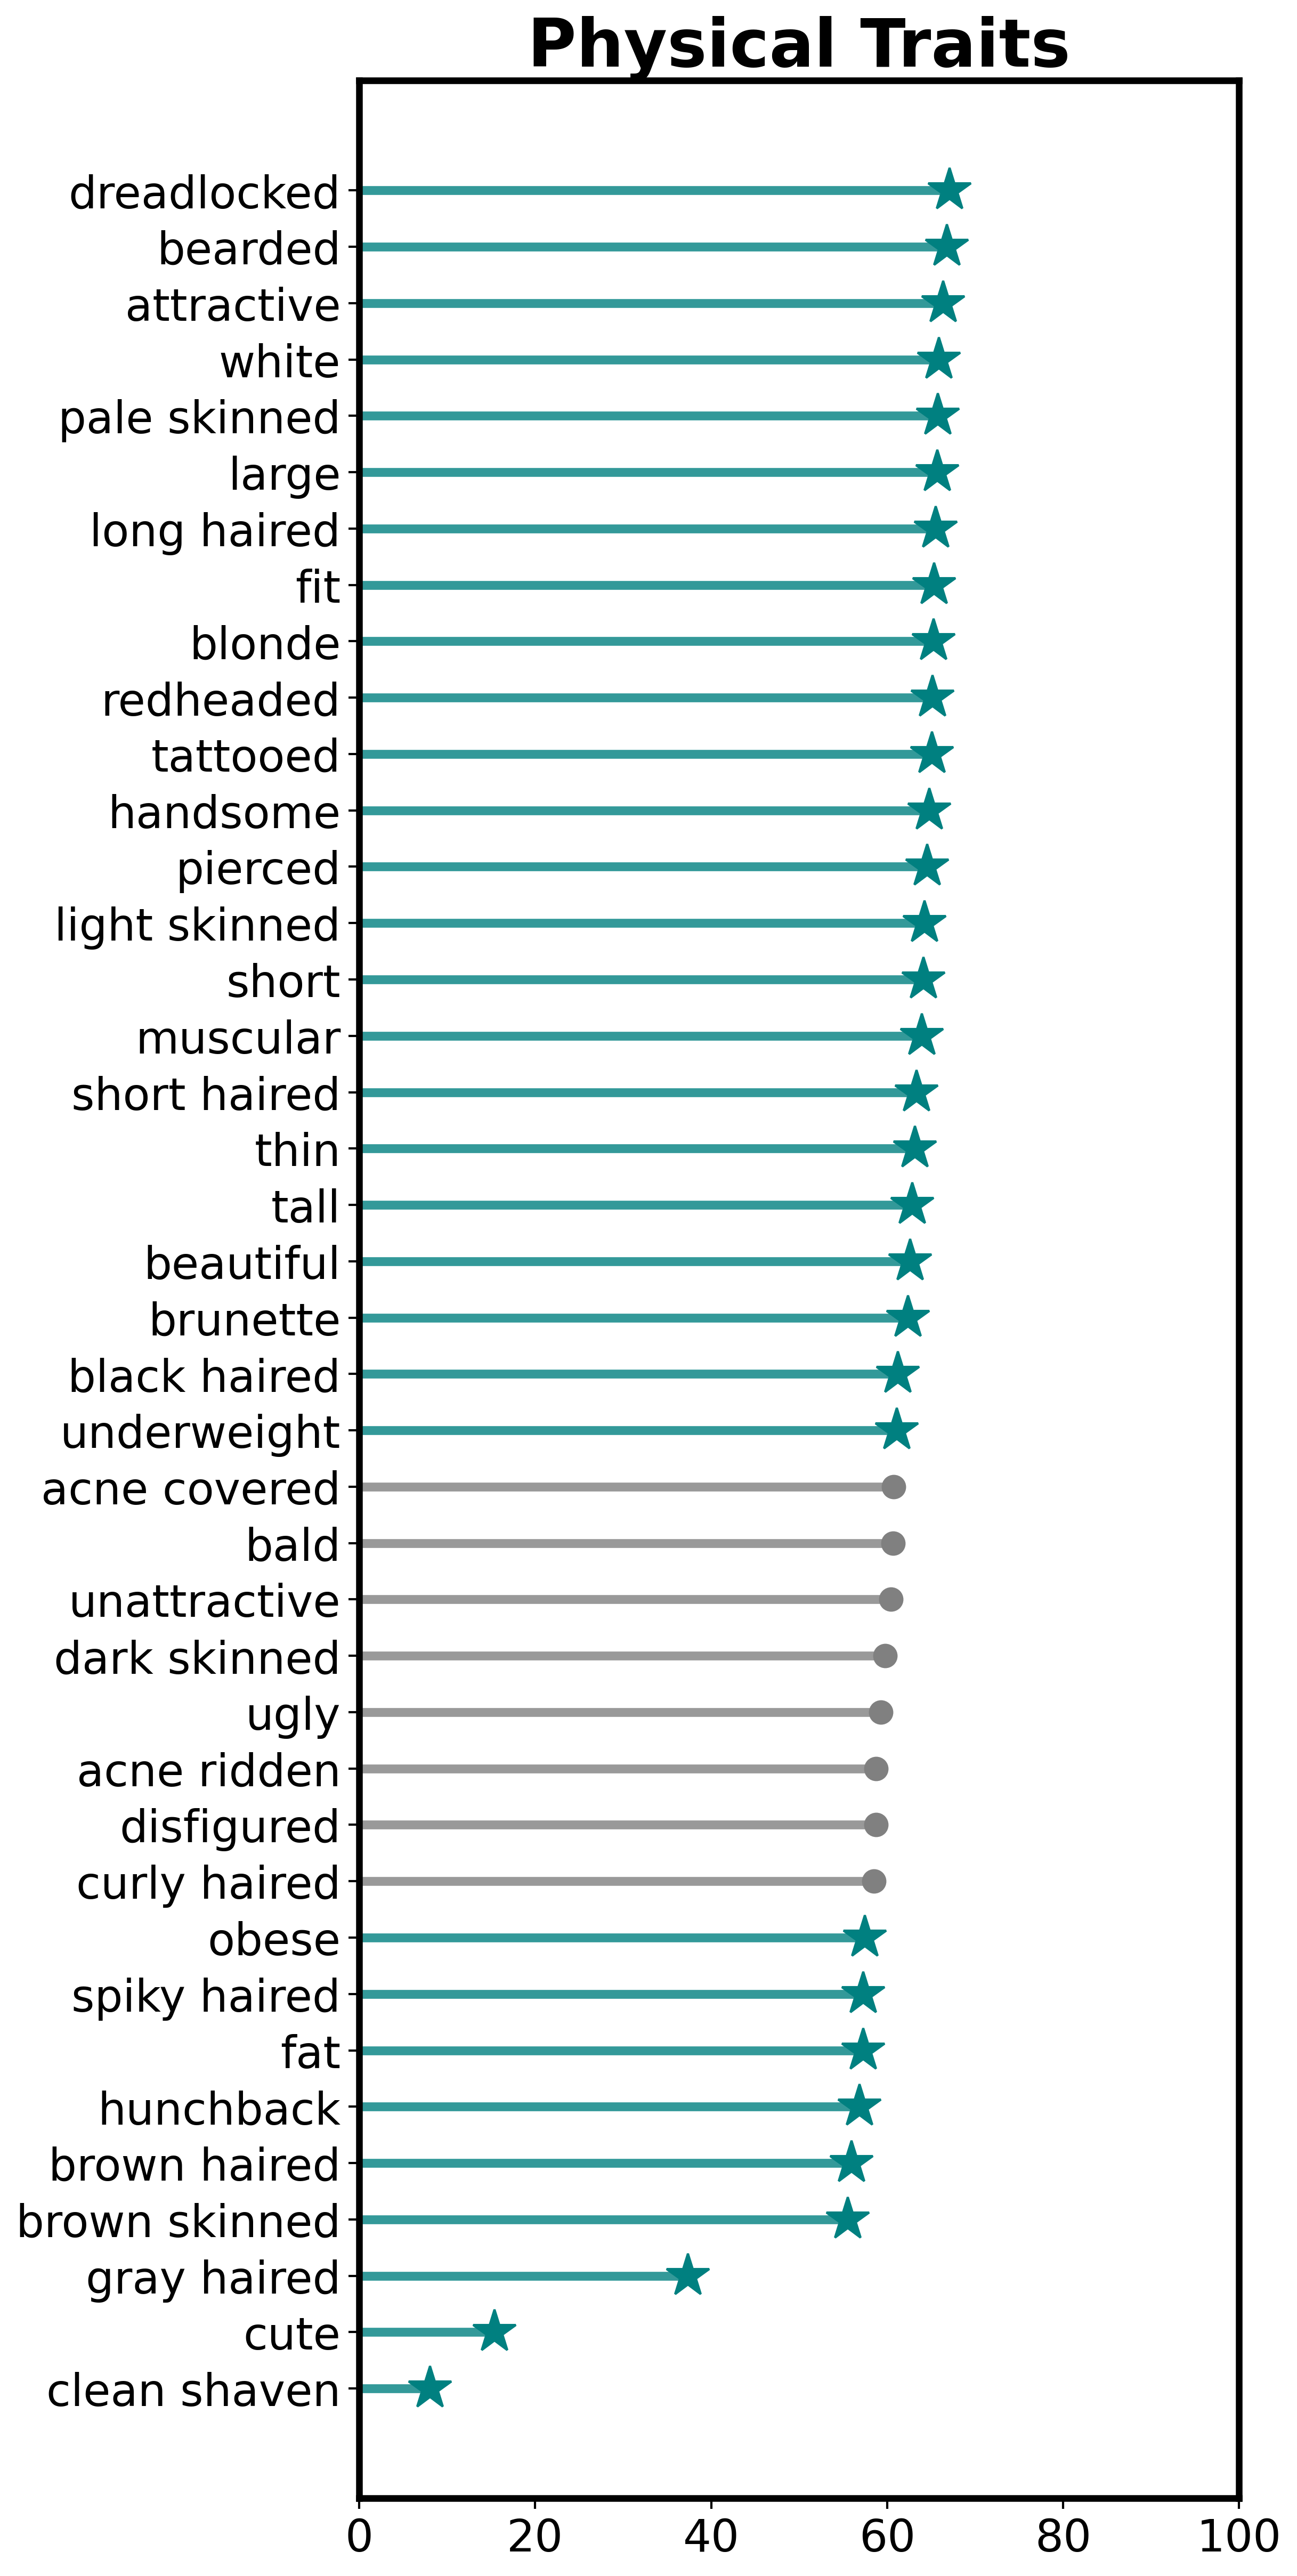 Physical Traits
dreadlocked
bearded
attractive
white
pale skinned
large
long haired
fit
blonde
redheaded
tattooed
handsome
pierced
light skinned
short
muscular
short haired
thin
tall
beautiful
brunette
black haired
underweight
acne covered
bald
unattractive
dark skinned
ugly
acne ridden
disfigured
curly haired
obese
spiky haired
fat
hunchback
brown haired
brown skinned
gray haired
cute
clean shaven
0 20 40 60 80 100